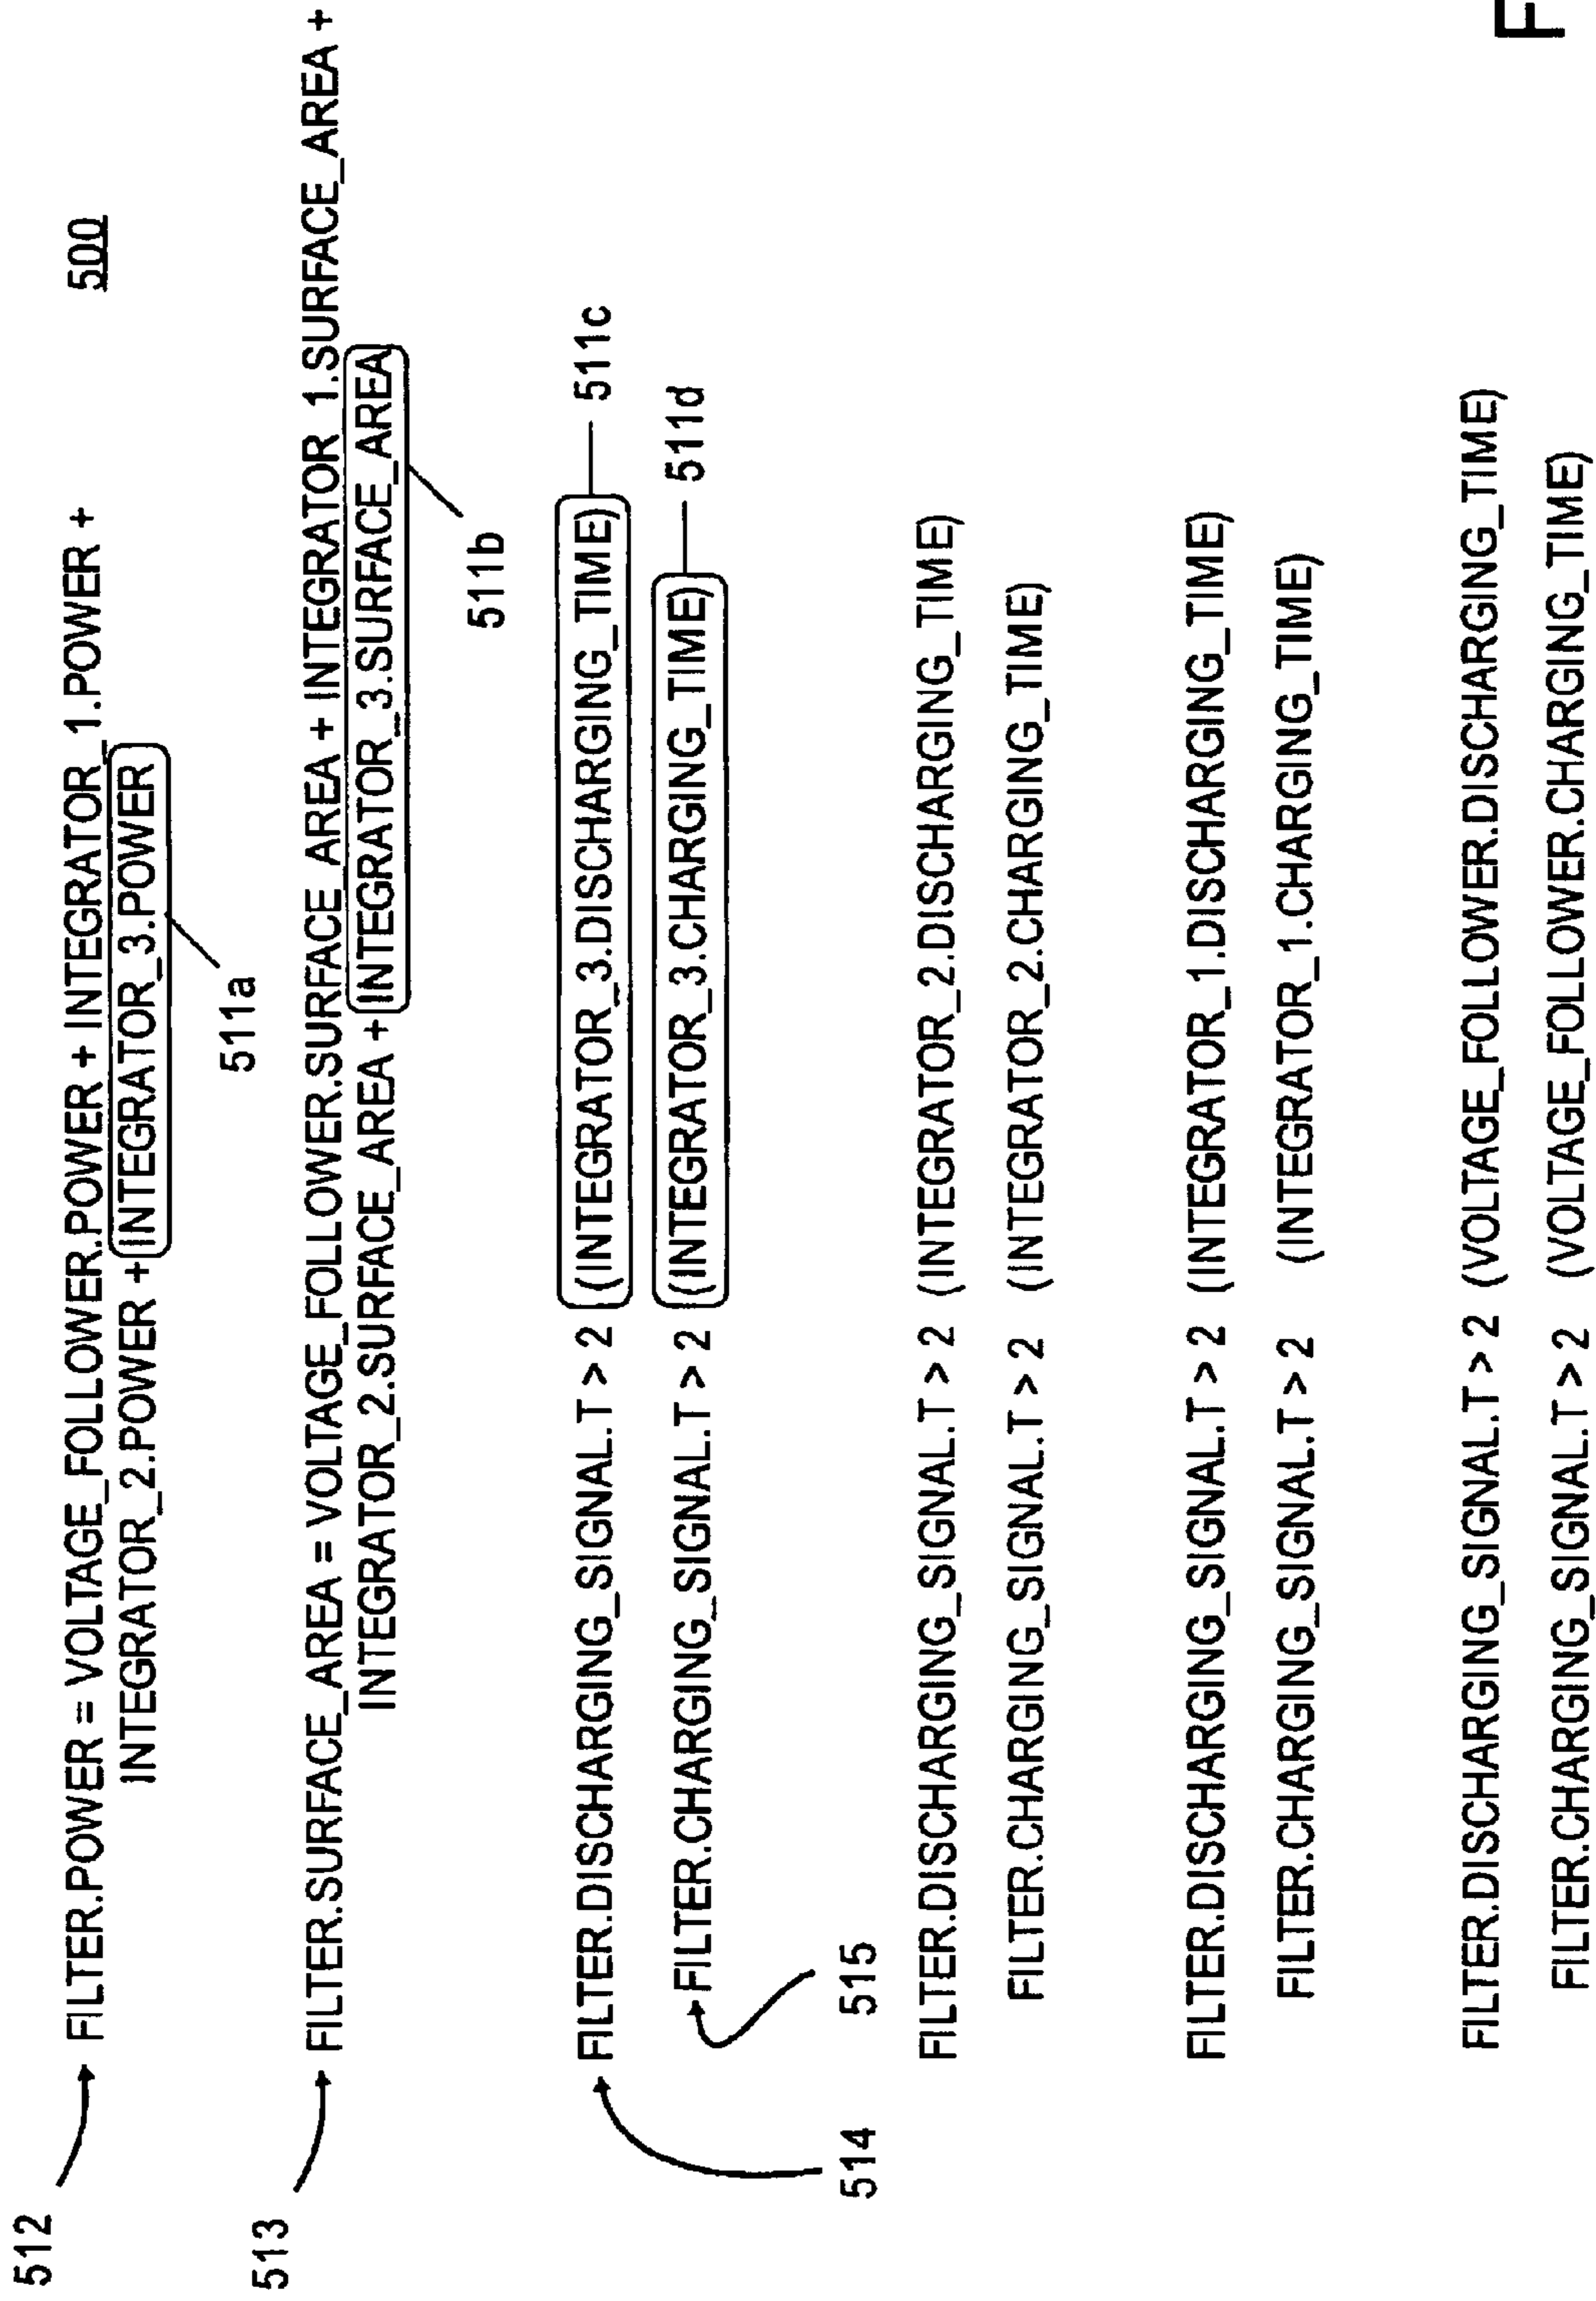 500
512
FILTER.POWER = VOLTAGE_FOLLOWER.POWER + INTEGRATOR_1.POWER +
INTEGRATOR_2.POWER + INTEGRATOR_3.POWER
511a
513
FILTER.SURFACE_AREA = VOLTAGE_FOLLOWER.SURFACE_AREA + INTEGRATOR_1.SURFACE_AREA +
INTEGRATOR_2.SURFACE_AREA + INTEGRATOR_3.SURFACE_AREA
511b
FILTER.DISCHARGING_SIGNAL.T > 2 (INTEGRATOR_3.DISCHARGING_TIME) 511c
FILTER.CHARGING_SIGNAL.T > 2 (INTEGRATOR_3.CHARGING_TIME) 511d
514
515
FILTER.DISCHARGING_SIGNAL.T > 2 (INTEGRATOR_2.DISCHARGING_TIME)
FILTER.CHARGING_SIGNAL.T > 2 (INTEGRATOR_2.CHARGING_TIME)
FILTER.DISCHARGING_SIGNAL.T > 2 (INTEGRATOR_1.DISCHARGING_TIME)
FILTER.CHARGING_SIGNAL.T > 2 (INTEGRATOR_1.CHARGING_TIME)
FILTER.DISCHARGING_SIGNAL.T > 2 (VOLTAGE_FOLLOWER.DISCHARGING_TIME)
FILTER.CHARGING_SIGNAL.T > 2 (VOLTAGE_FOLLOWER.CHARGING_TIME)